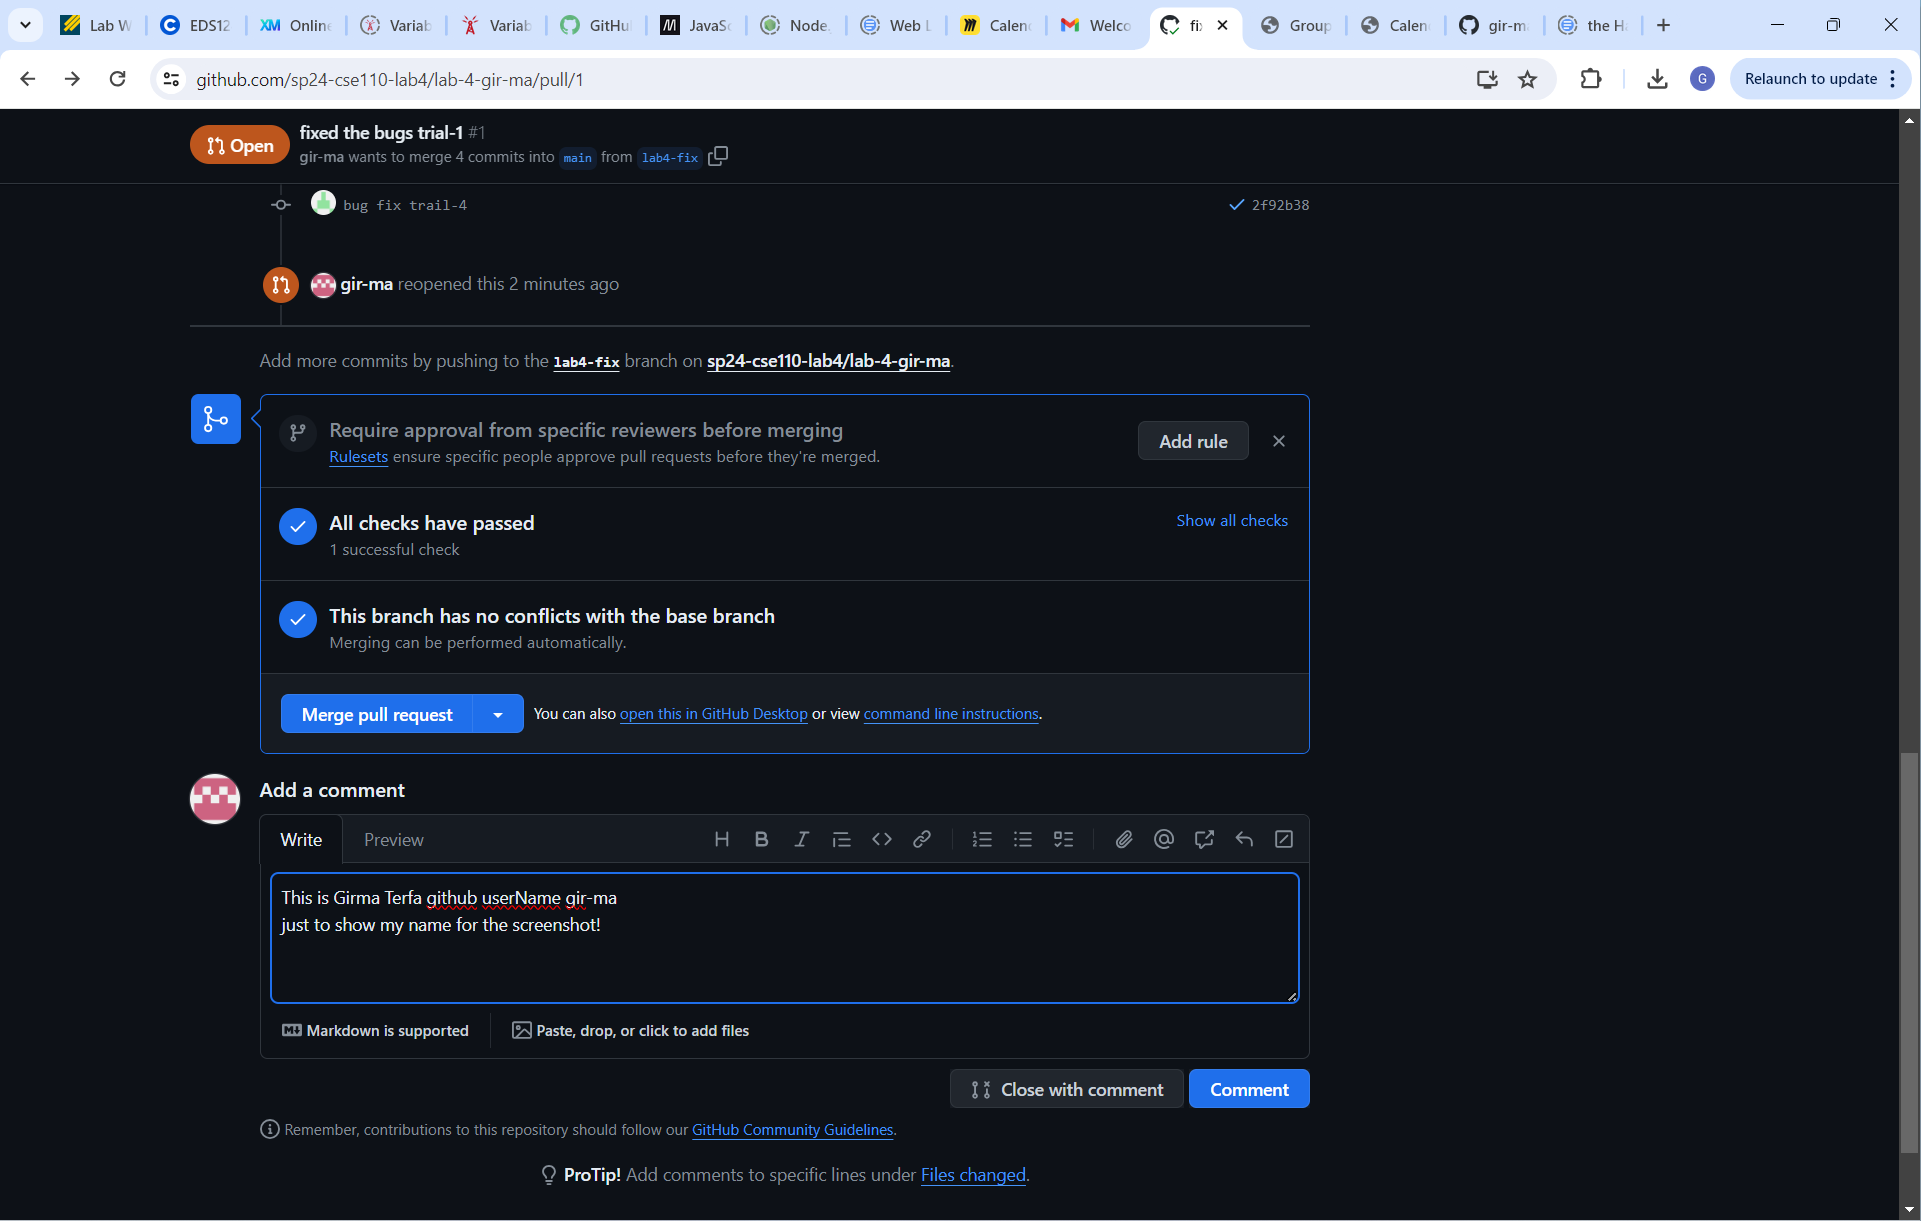 Lab W
EDS12
XM Online
Variab
Variab
GitHu
JavaSc
Node.
Web L
Calenc
Welco
fi
Group
Calenc
gir-m
the Ha
github.com/sp24-cse110-lab4/lab-4-gir-ma/pull/1
G
Relaunch to update
Open
fixed the bugs trial-1 #1
gir-ma wants to merge 4 commits into main from lab4-fix
bug fix trail-4
2f92b38
gir-ma reopened this 2 minutes ago
Add more commits by pushing to the lab4-fix branch on sp24-cse110-lab4/lab-4-gir-ma.
Require approval from specific reviewers before merging
Rulesets ensure specific people approve pull requests before they're merged.
Add rule
All checks have passed
1 successful check
Show all checks
This branch has no conflicts with the base branch
Merging can be performed automatically.
Merge pull request
You can also open this in GitHub Desktop or view command line instructions.
Add a comment
Write
Preview
This is Girma Terfa github userName gir-ma
just to show my name for the screenshot!
Markdown is supported
Paste, drop, or click to add files
Close with comment
Comment
Remember, contributions to this repository should follow our GitHub Community Guidelines.
ProTip! Add comments to specific lines under Files changed.